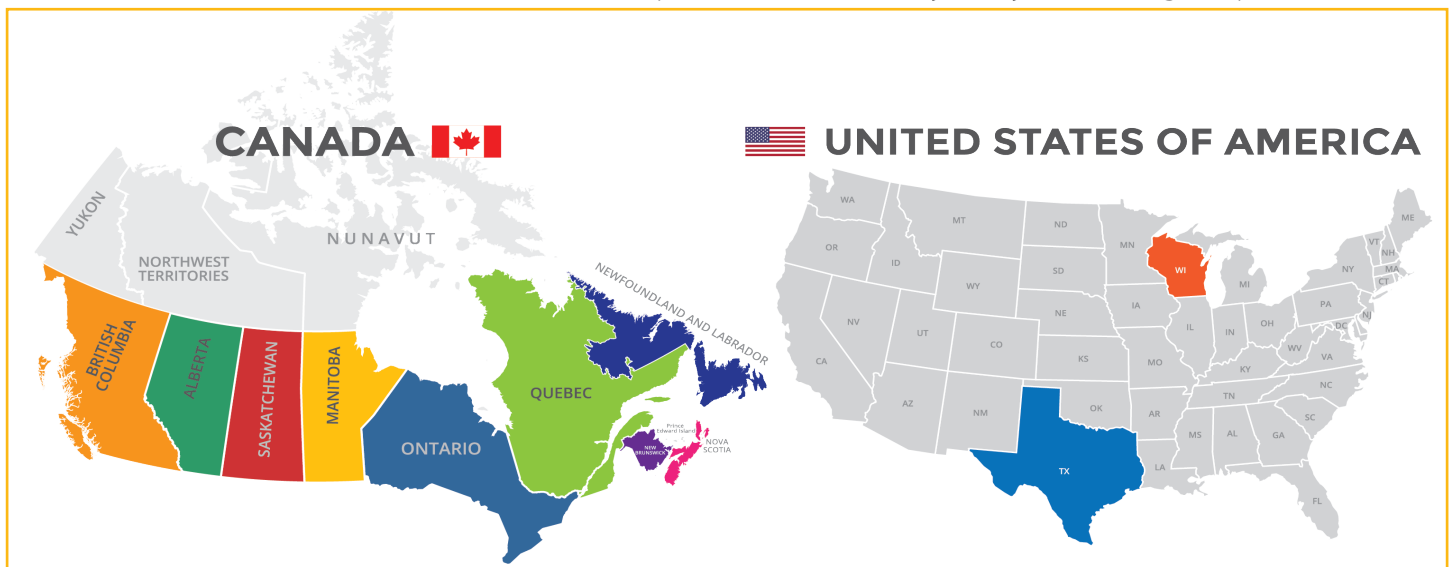 CANADA
UNITED STATES OF AMERICA
YUKON
NORTHWEST
TERRITORIES
NUNAVUT
BRITISH
COLUMBIA
ALBERTA
SASKATCHEWAN
MANITOBA
ONTARIO
QUEBEC
NEWFOUNDLAND AND LABRADOR
Prince
Edward Island
NEW
BRUNSWICK
NOVA
SCOTIA
WA
OR
CA
NV
ID
MT
WY
UT
AZ
CO
NM
ND
SD
NE
KS
OK
TX
MN
IA
MO
AR
LA
WI
IL
MI
IN
OH
KY
TN
MS
AL
GA
FL
SC
NC
VA
WV
DC
PA
NJ
NY
CT
MA
VT
NH
ME